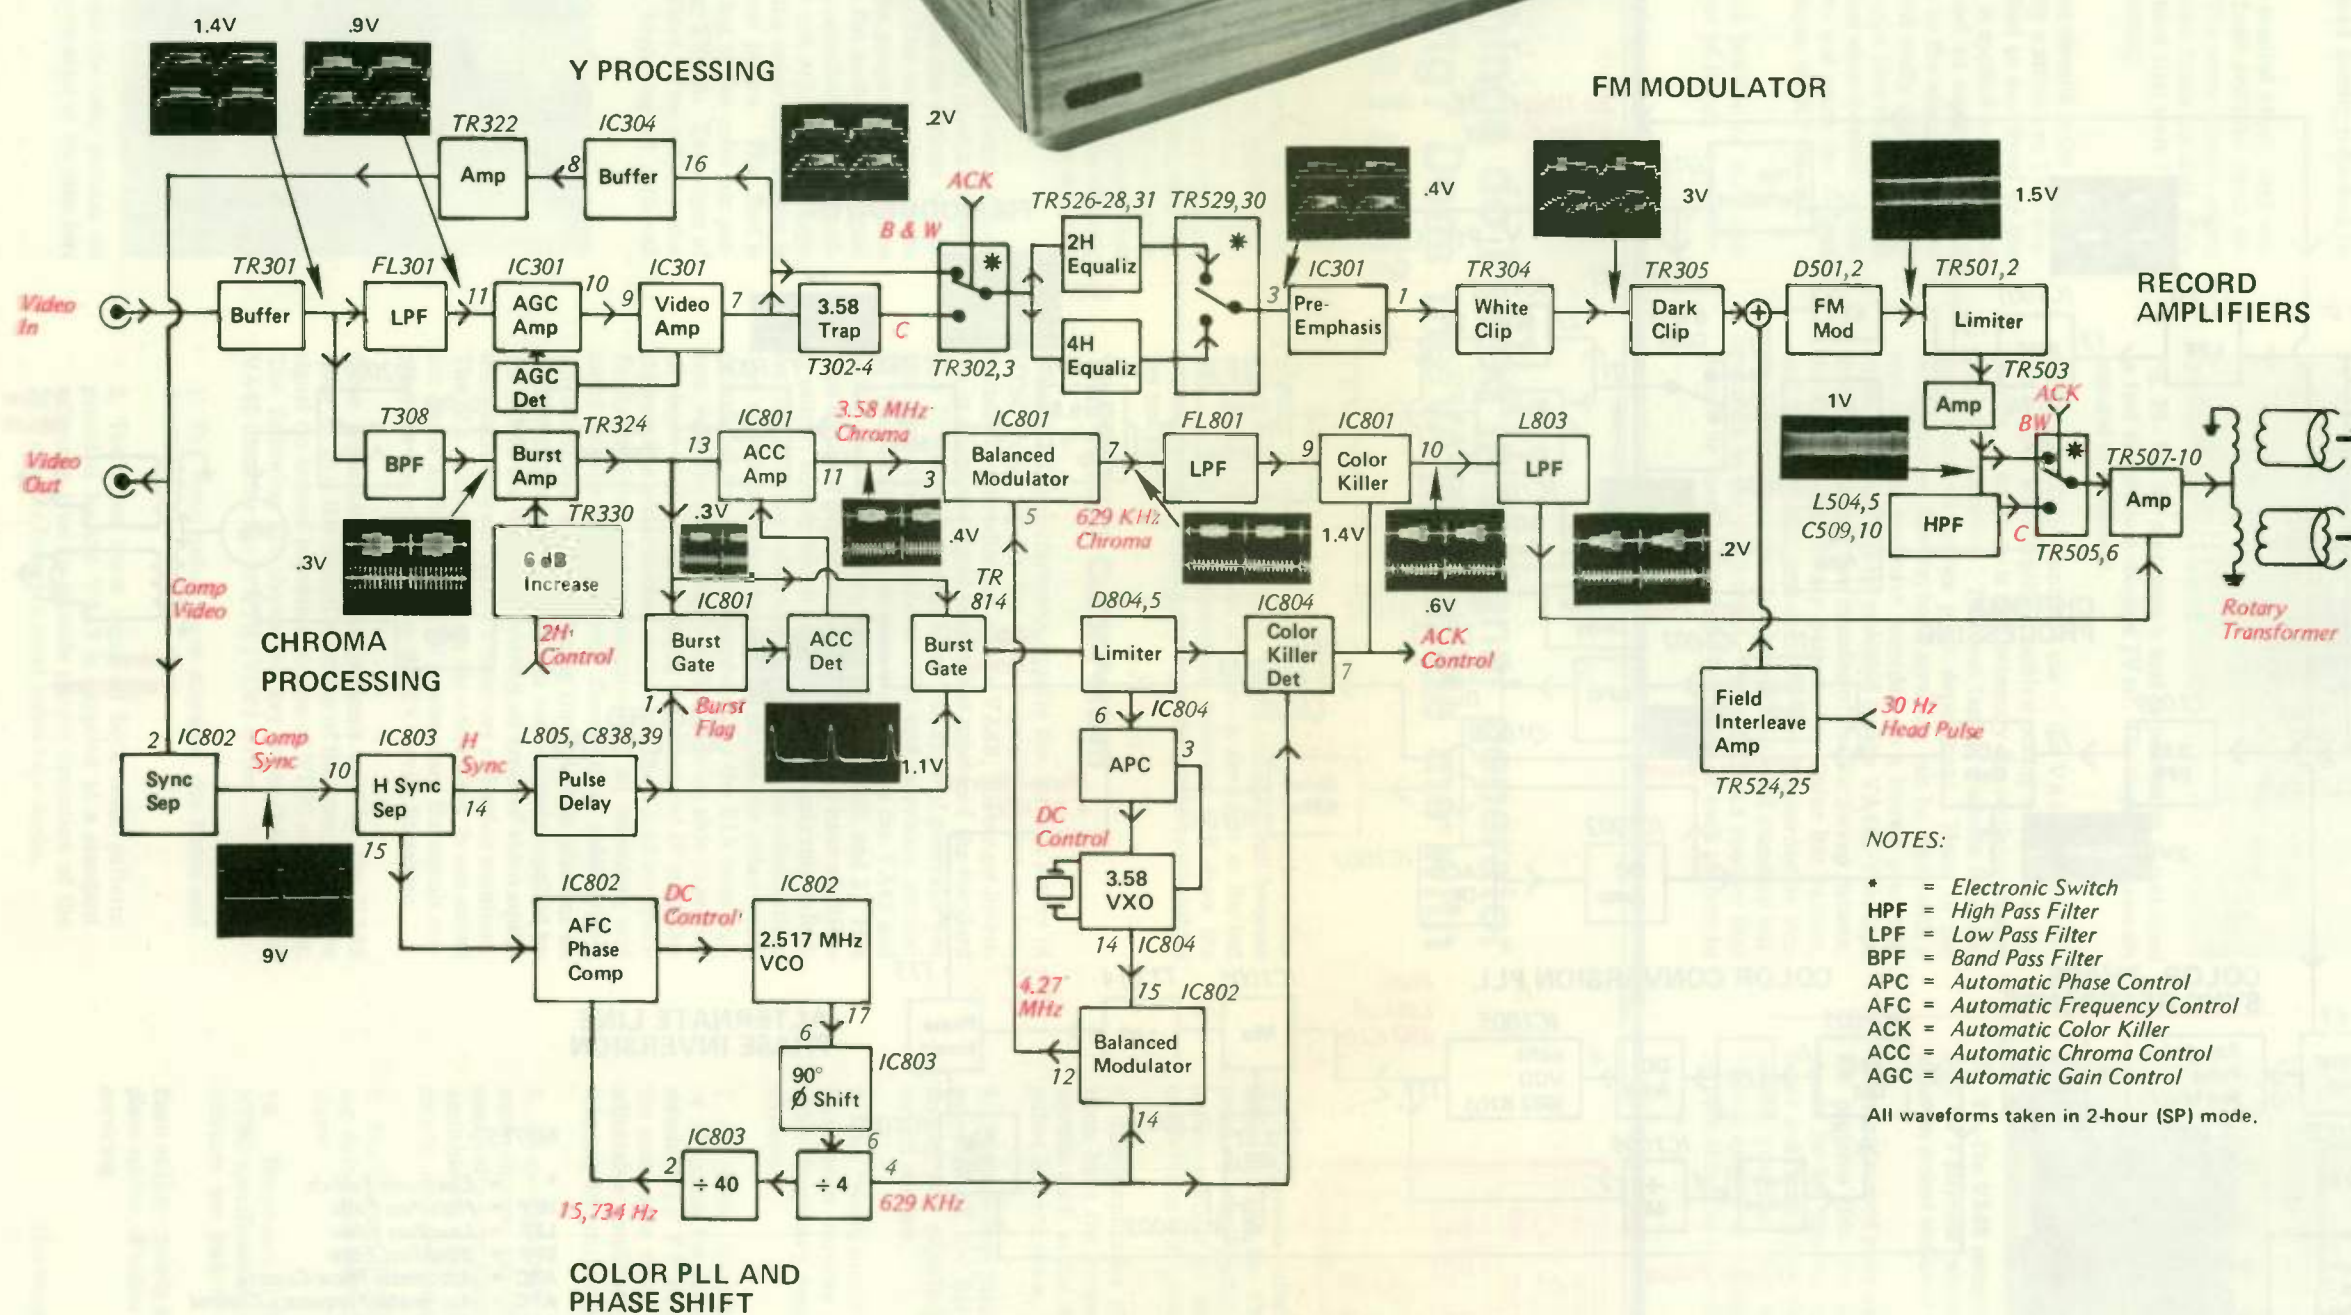 1.4V
.9V
Y PROCESSING
FM MODULATOR
TR322
Amp
8
IC304
Buffer
16
.2V
ACK
B & W
TR526-28,31
TR529,30
.4V
3V
1.5V
RECORD
AMPLIFIERS
Video
In
TR301
Buffer
FL301
LPF
11
IC301
AGC
Amp
10
9
IC301
Video
Amp
7
3.58
Trap
T302-4
C
*
TR302,3
2H
Equaliz
4H
Equaliz
*
3
IC301
Pre-
Emphasis
1
TR304
White
Clip
TR305
Dark
Clip
+
D501,2
FM
Mod
TR501,2
Limiter
AGC
Det
TR503
Amp
1V
ACK
BW
*
L504,5
C509,10
HPF
C
TR505,6
TR507-10
Amp
Rotary
Transformer
Video
Out
T308
BPF
TR324
Burst
Amp
13
IC801
ACC
Amp
11
3.58 MHz
Chroma
3
IC801
Balanced
Modulator
7
5
FL801
LPF
9
IC801
Color
Killer
10
L803
LPF
.3V
TR330
6 dB
Increase
2H
Control
.3V
.4V
629 KHz
Chroma
1.4V
.6V
.2V
Comp
Video
CHROMA
PROCESSING
IC801
Burst
Gate
1
Burst
Flag
ACC
Det
TR
814
Burst
Gate
D804,5
Limiter
IC804
Color
Killer
Det
7
ACK
Control
Field
Interleave
Amp
TR524,25
30 Hz
Head Pulse
2
IC802
Sync
Sep
Comp
Sync
10
IC803
H Sync
Sep
H
Sync
14
15
L805, C838,39
Pulse
Delay
1.1V
6
IC804
APC
3
DC
Control
3.58
VXO
14
IC804
9V
IC802
AFC
Phase
Comp
DC
Control
IC802
2.517 MHz
VCO
17
6
IC803
90°
Ø Shift
4.27
MHz
15
IC802
Balanced
Modulator
12
14
IC803
2
÷ 40
6
÷ 4
4
15,734 Hz
629 KHz
COLOR PLL AND
PHASE SHIFT
NOTES:
* = Electronic Switch
HPF = High Pass Filter
LPF = Low Pass Filter
BPF = Band Pass Filter
APC = Automatic Phase Control
AFC = Automatic Frequency Control
ACK = Automatic Color Killer
ACC = Automatic Chroma Control
AGC = Automatic Gain Control
All waveforms taken in 2-hour (SP) mode.